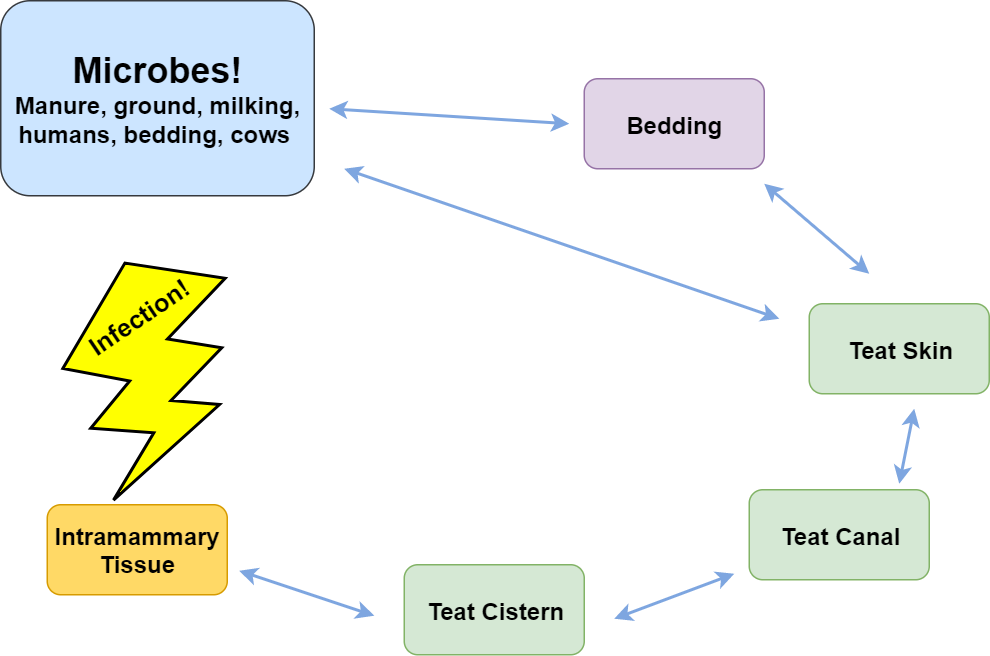 Microbes!
Manure, ground, milking,
humans, bedding, cows
Bedding
Infection!
Teat Skin
Teat Canal
Intramammary
Tissue
Teat Cistern